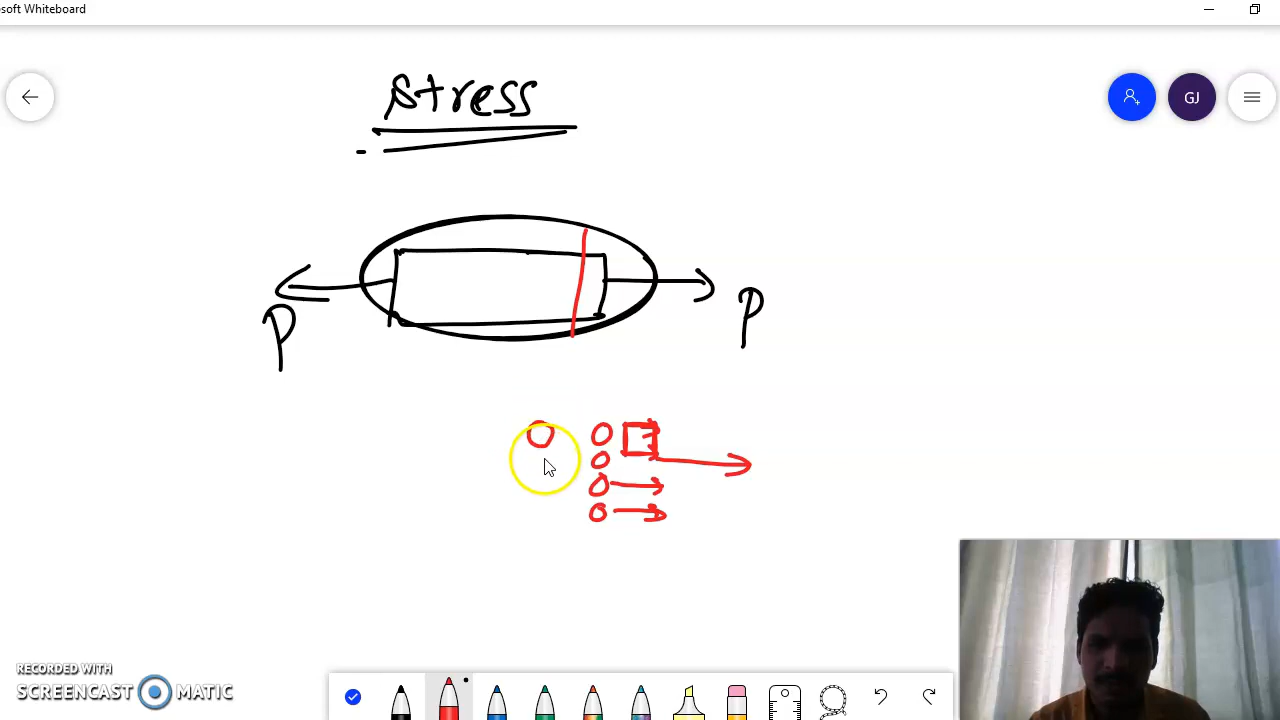 soft Whiteboard
GJ
Stress
P
P
RECORDED WITH
SCREENCAST MATIC